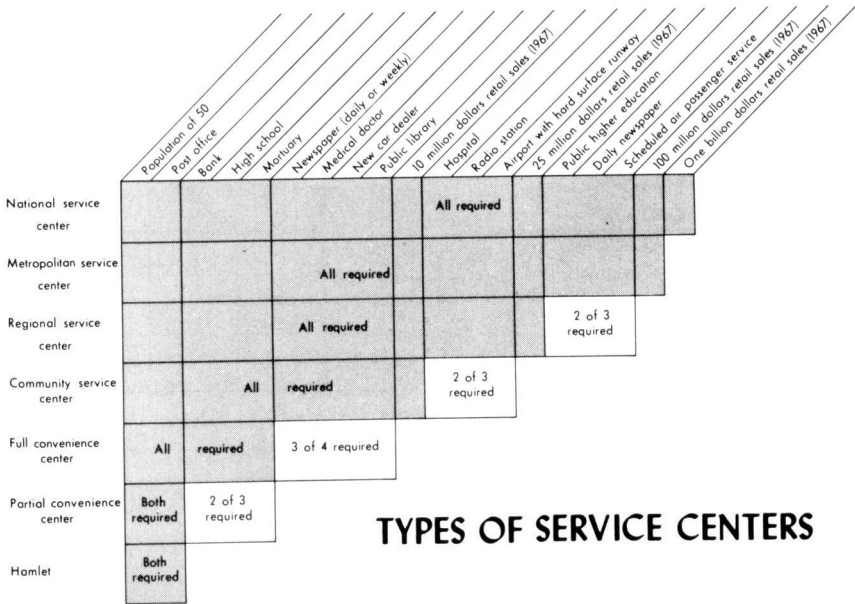 Population of 50
Post office
Bank
High school
Mortuary
Newspaper (daily or weekly)
Medical doctor
New car dealer
Public library
10 million dollars retail sales (1967)
Hospital
Radio station
Airport with hard surface runway
25 million dollars retail sales (1967)
Public higher education
Daily newspaper
Scheduled air passenger service
100 million dollars retail sales (1967)
One billion dollars retail sales (1967)
National service
center
All required
Metropolitan service
center
All required
Regional service
center
All required
2 of 3
required
Community service
center
All required
2 of 3
required
Full convenience
center
All required
3 of 4 required
Partial convenience
center
Both
required
2 of 3
required
Hamlet
Both
required
TYPES OF SERVICE CENTERS